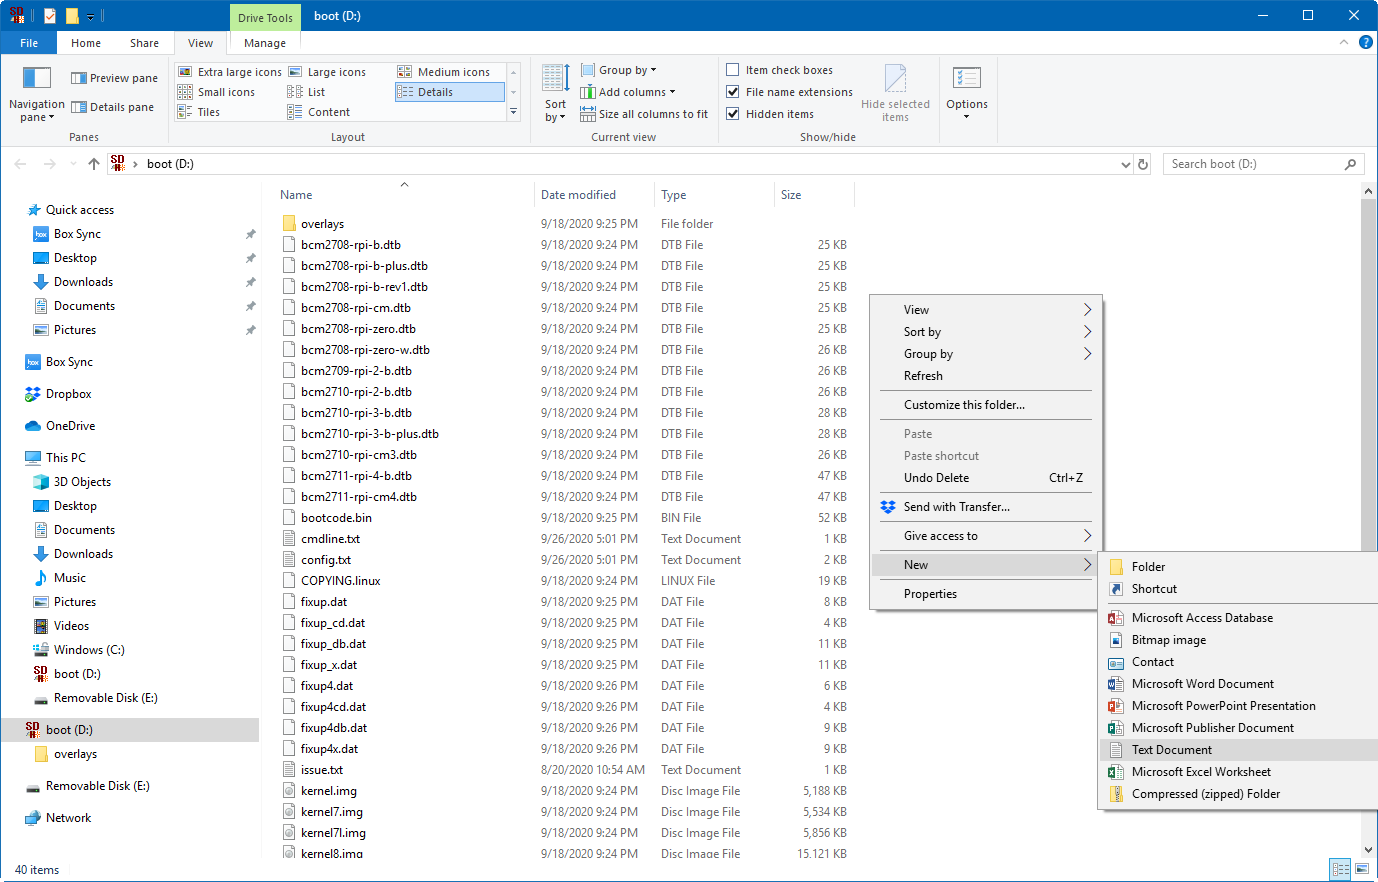 Drive Tools
boot (D:)
File
Home
Share
View
Manage
Navigation pane
Preview pane
Details pane
Panes
Extra large icons
Large icons
Medium icons
Small icons
List
Details
Tiles
Content
Layout
Sort by
Group by
Add columns
Size all columns to fit
Current view
Item check boxes
File name extensions
Hidden items
Hide selected items
Show/hide
Options
SD
boot (D:)
Search boot (D:)
Quick access
Box Sync
Desktop
Downloads
Documents
Pictures
Box Sync
Dropbox
OneDrive
This PC
3D Objects
Desktop
Documents
Downloads
Music
Pictures
Videos
Windows (C:)
boot (D:)
Removable Disk (E:)
boot (D:)
overlays
Removable Disk (E:)
Network
Name Date modified Type Size
overlays 9/18/2020 9:25 PM File folder
bcm2708-rpi-b.dtb 9/18/2020 9:24 PM DTB File 25 KB
bcm2708-rpi-b-plus.dtb 9/18/2020 9:24 PM DTB File 25 KB
bcm2708-rpi-b-rev1.dtb 9/18/2020 9:24 PM DTB File 25 KB
bcm2708-rpi-cm.dtb 9/18/2020 9:24 PM DTB File 25 KB
bcm2708-rpi-zero.dtb 9/18/2020 9:24 PM DTB File 25 KB
bcm2708-rpi-zero-w.dtb 9/18/2020 9:24 PM DTB File 26 KB
bcm2709-rpi-2-b.dtb 9/18/2020 9:24 PM DTB File 26 KB
bcm2710-rpi-2-b.dtb 9/18/2020 9:24 PM DTB File 26 KB
bcm2710-rpi-3-b.dtb 9/18/2020 9:24 PM DTB File 28 KB
bcm2710-rpi-3-b-plus.dtb 9/18/2020 9:24 PM DTB File 28 KB
bcm2710-rpi-cm3.dtb 9/18/2020 9:24 PM DTB File 26 KB
bcm2711-rpi-4-b.dtb 9/18/2020 9:24 PM DTB File 47 KB
bcm2711-rpi-cm4.dtb 9/18/2020 9:24 PM DTB File 47 KB
bootcode.bin 9/18/2020 9:25 PM BIN File 52 KB
cmdline.txt 9/26/2020 5:01 PM Text Document 1 KB
config.txt 9/26/2020 5:01 PM Text Document 2 KB
COPYING.linux 9/18/2020 9:24 PM LINUX File 19 KB
fixup.dat 9/18/2020 9:25 PM DAT File 8 KB
fixup_cd.dat 9/18/2020 9:24 PM DAT File 4 KB
fixup_db.dat 9/18/2020 9:25 PM DAT File 11 KB
fixup_x.dat 9/18/2020 9:25 PM DAT File 11 KB
fixup4.dat 9/18/2020 9:26 PM DAT File 6 KB
fixup4cd.dat 9/18/2020 9:26 PM DAT File 4 KB
fixup4db.dat 9/18/2020 9:26 PM DAT File 9 KB
fixup4x.dat 9/18/2020 9:26 PM DAT File 9 KB
issue.txt 8/20/2020 10:54 AM Text Document 1 KB
kernel.img 9/18/2020 9:24 PM Disc Image File 5,188 KB
kernel7.img 9/18/2020 9:24 PM Disc Image File 5,534 KB
kernel7l.img 9/18/2020 9:24 PM Disc Image File 5,856 KB
kernel8.img 9/18/2020 9:24 PM Disc Image File 15,121 KB
View
Sort by
Group by
Refresh
Customize this folder...
Paste
Paste shortcut
Undo Delete Ctrl+Z
Send with Transfer...
Give access to
New
Properties
Folder
Shortcut
Microsoft Access Database
Bitmap image
Contact
Microsoft Word Document
Microsoft PowerPoint Presentation
Microsoft Publisher Document
Text Document
Microsoft Excel Worksheet
Compressed (zipped) Folder
40 items